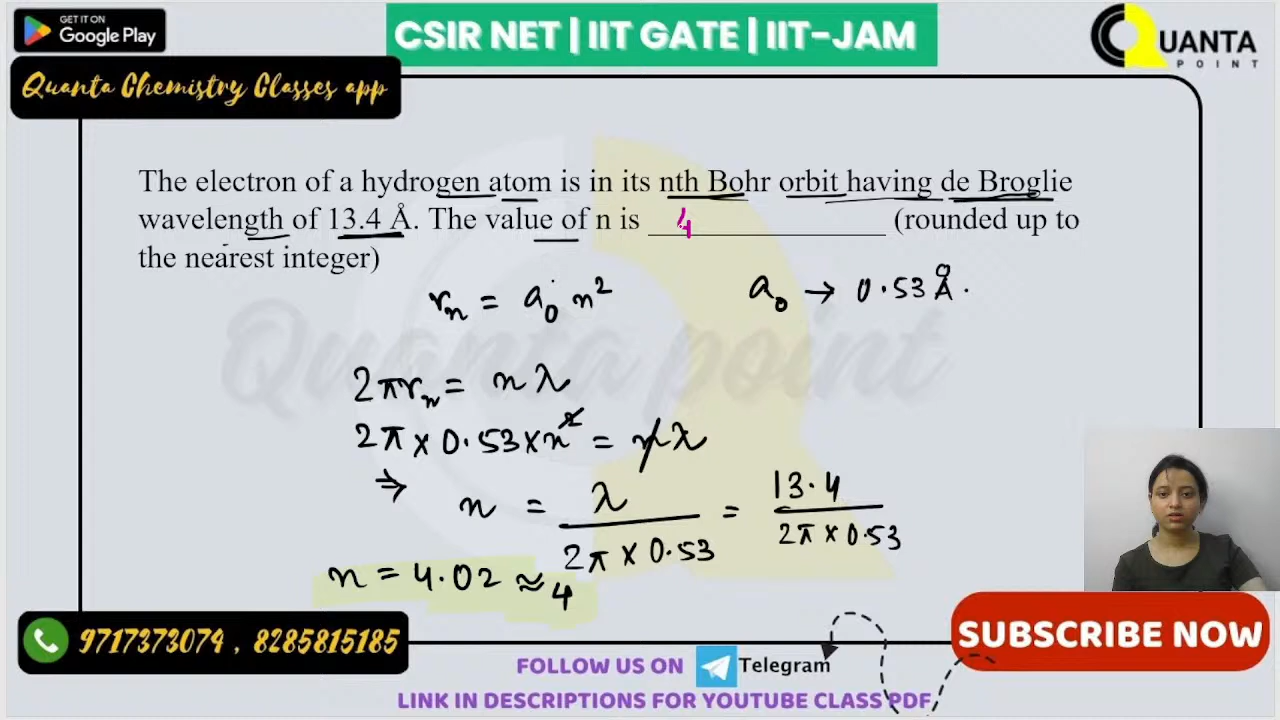 GET IT ON
Google Play
CSIR NET | IIT GATE | IIT-JAM
QUANTA
POINT
Quanta Chemistry Classes app
The electron of a hydrogen atom is in its nth Bohr orbit having de Broglie
wavelength of 13.4 Å. The value of n is ____4____ (rounded up to
the nearest integer)
rₙ = a₀ n²
a₀ → 0.53 Å.
Quanta point
2πrₙ = nλ
2π × 0.53 × n² = nλ
⇒ n = λ / 2π × 0.53 = 13.4 / 2π × 0.53
n = 4.02 ≈ 4
9717373074 , 8285815185
SUBSCRIBE NOW
FOLLOW US ON Telegram
LINK IN DESCRIPTIONS FOR YOUTUBE CLASS PDF